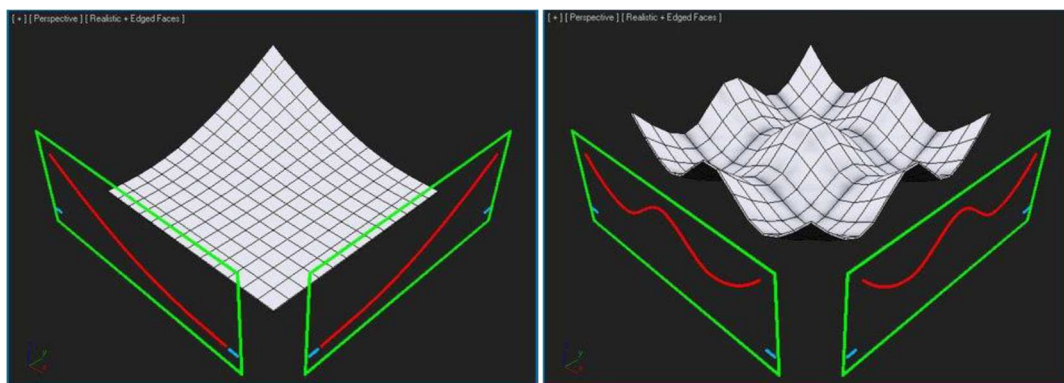 [ + ] [ Perspective ] [ Realistic + Edged Faces ]
[ + ] [ Perspective ] [ Realistic + Edged Faces ]